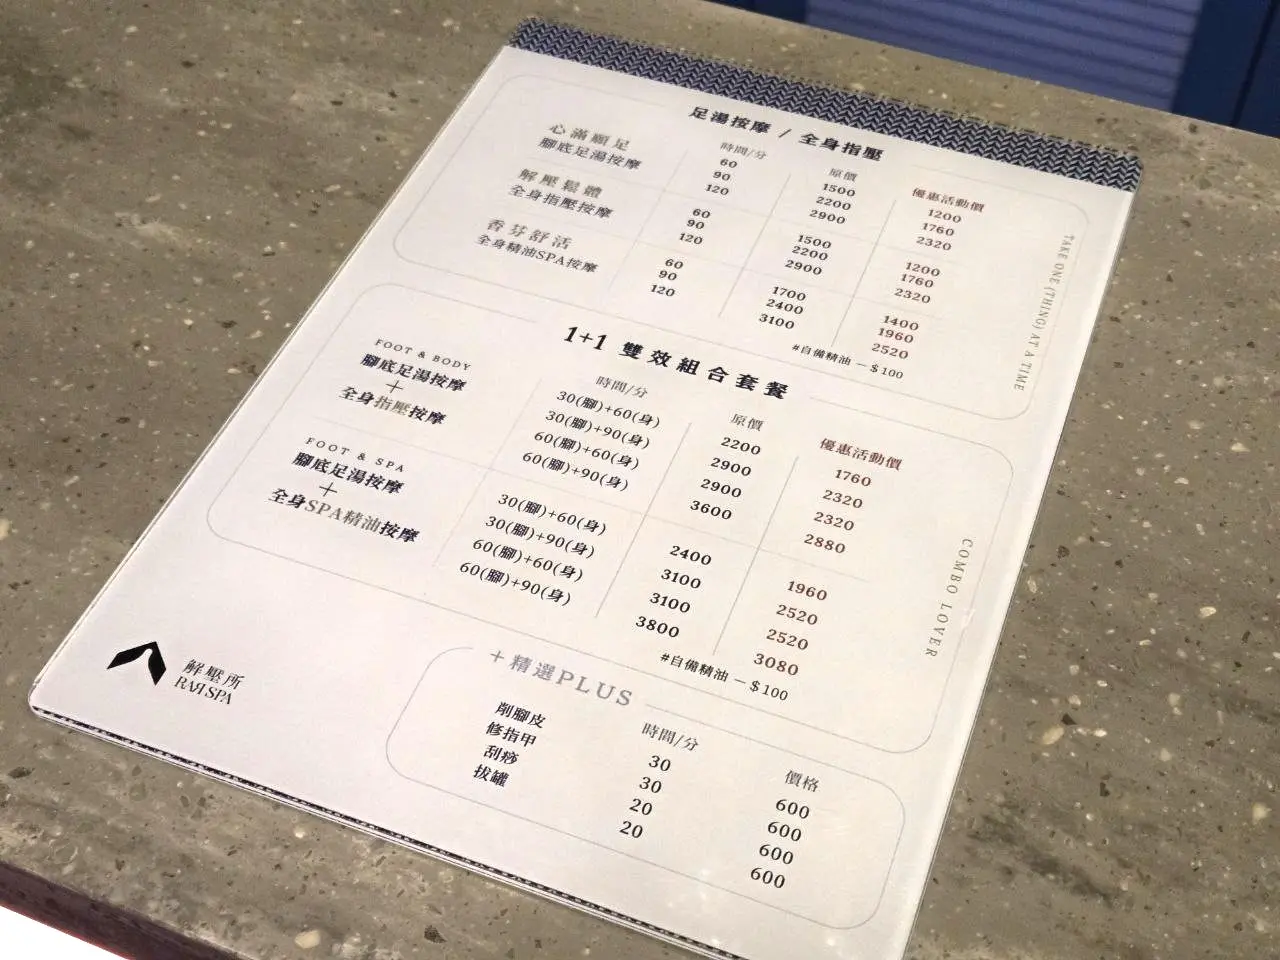 足湯按摩 / 全身指壓
時間/分 原價 優惠活動價
心滿願足
腳底足湯按摩
60 1500 1200
90 2200 1760
120 2900 2320
解壓鬆體
全身指壓按摩
60 1500 1200
90 2200 1760
120 2900 2320
香芬舒活
全身精油SPA按摩
60 1700 1400
90 2400 1960
120 3100 2520
#自備精油 — $100
TAKE ONE (THING) AT A TIME
1+1 雙效組合套餐
時間/分 原價 優惠活動價
FOOT & BODY
腳底足湯按摩
+
全身指壓按摩
30(腳)+60(身) 2200 1760
30(腳)+90(身) 2900 2320
60(腳)+60(身) 2900 2320
60(腳)+90(身) 3600 2880
FOOT & SPA
腳底足湯按摩
+
全身SPA精油按摩
30(腳)+60(身) 2400 1960
30(腳)+90(身) 3100 2520
60(腳)+60(身) 3100 2520
60(腳)+90(身) 3800 3080
#自備精油 — $100
COMBO LOVER
+ 精選PLUS
時間/分 價格
削腳皮 30 600
修指甲 30 600
刮痧 20 600
拔罐 20 600
解壓所
RARSPA